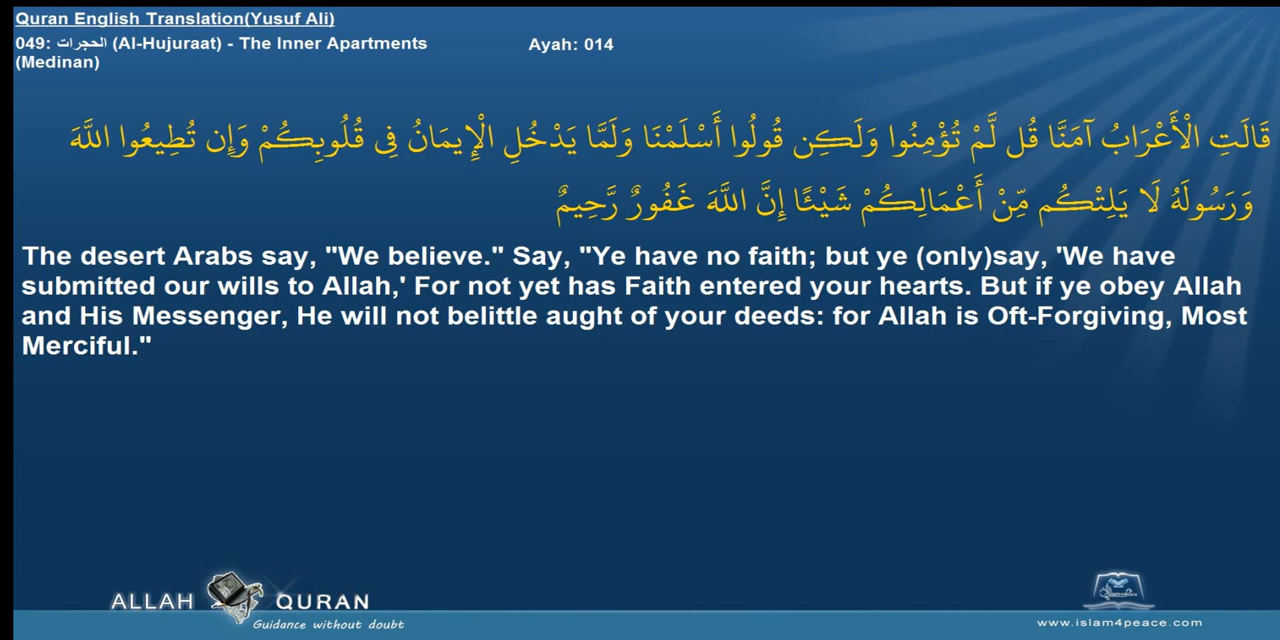 Quran English Translation(Yusuf Ali)
049: الحجرات (Al-Hujuraat) - The Inner Apartments
(Medinan)
Ayah: 014
قَالَتِ الْأَعْرَابُ آمَنَّا قُل لَّمْ تُؤْمِنُوا وَلَكِن قُولُوا أَسْلَمْنَا وَلَمَّا يَدْخُلِ الْإِيمَانُ فِي قُلُوبِكُمْ وَإِن تُطِيعُوا اللَّهَ
وَرَسُولَهُ لَا يَلِتْكُم مِّنْ أَعْمَالِكُمْ شَيْئًا إِنَّ اللَّهَ غَفُورٌ رَّحِيمٌ
The desert Arabs say, "We believe." Say, "Ye have no faith; but ye (only)say, 'We have
submitted our wills to Allah,' For not yet has Faith entered your hearts. But if ye obey Allah
and His Messenger, He will not belittle aught of your deeds: for Allah is Oft-Forgiving, Most
Merciful."
ALLAH QURAN
Guidance without doubt
www.islam4peace.com